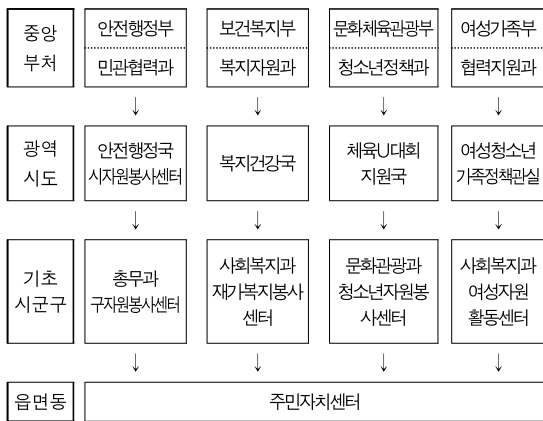 중앙
부처
안전행정부
민관협력과
보건복지부
복지자원과
문화체육관광부
청소년정책과
여성가족부
협력지원과
광역
시도
안전행정국
시자원봉사센터
복지건강국
체육U대회
지원국
여성청소년
가족정책관실
기초
시군구
총무과
구자원봉사센터
사회복지과
재가복지봉사
센터
문화관광과
청소년자원봉
사센터
사회복지과
여성자원
활동센터
읍면동
주민자치센터